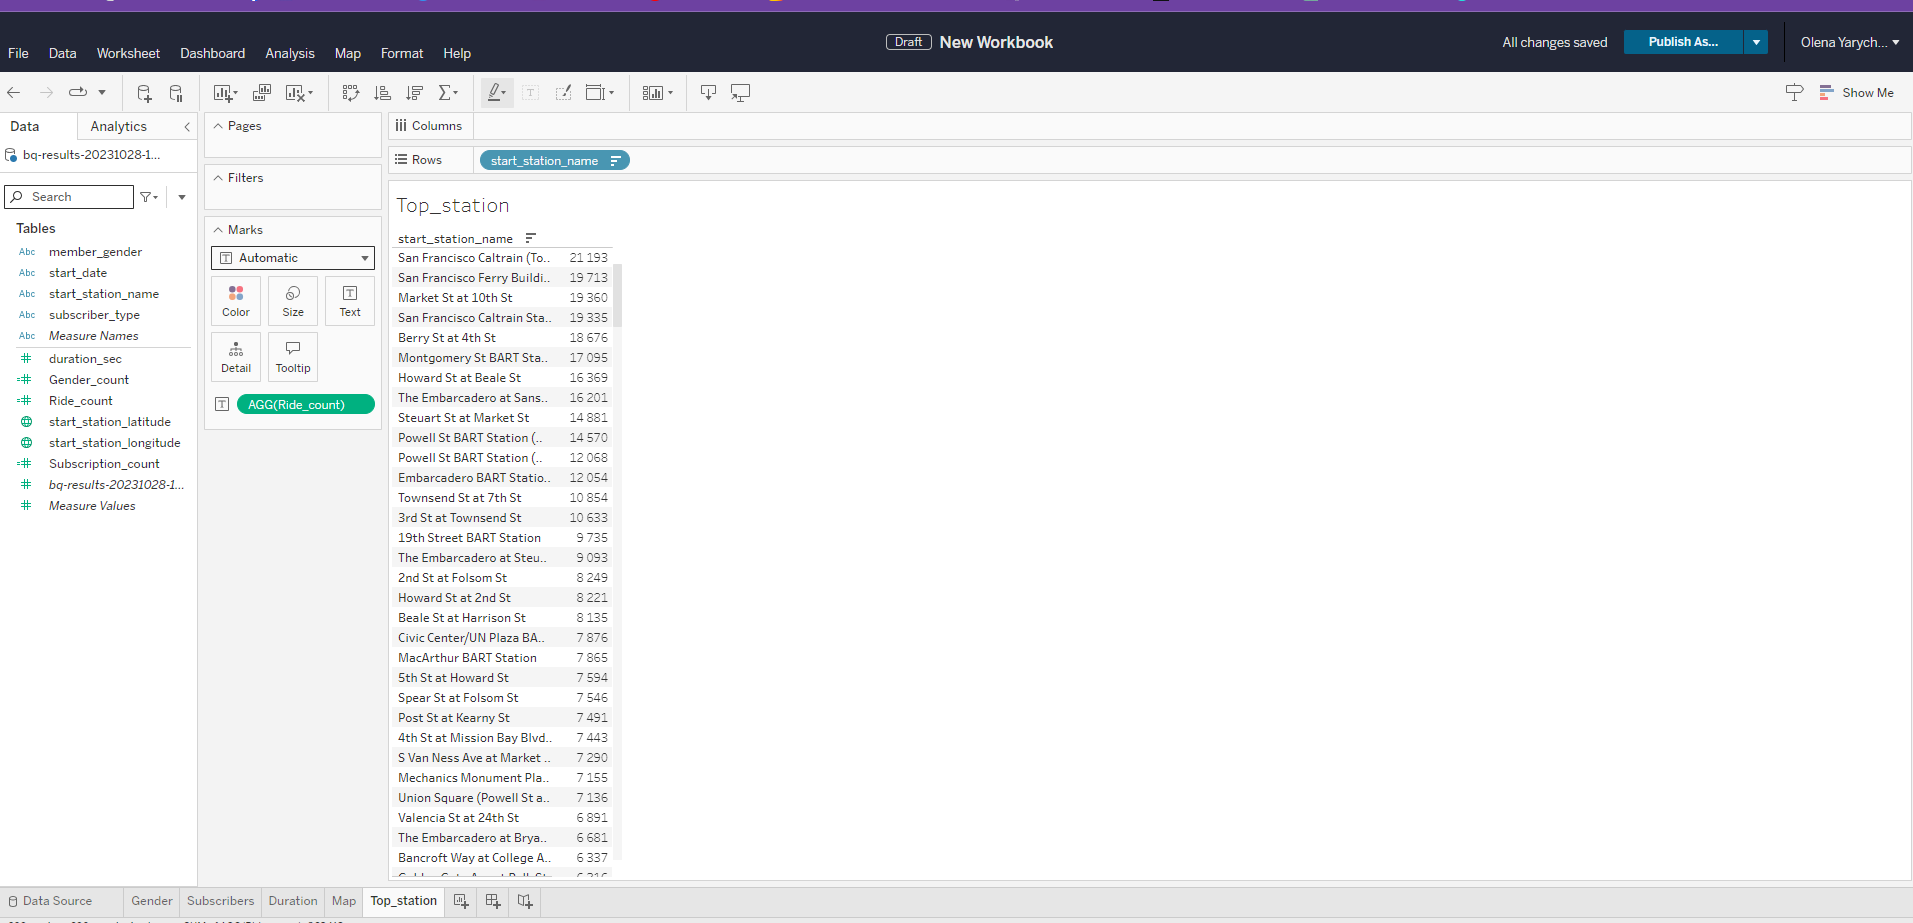 Draft New Workbook
All changes saved
Publish As...
Olena Yarych...
File Data Worksheet Dashboard Analysis Map Format Help
Show Me
Data Analytics
bq-results-20231028-1...
Search
Tables
Abc member_gender
Abc start_date
Abc start_station_name
Abc subscriber_type
Abc Measure Names
duration_sec
Gender_count
Ride_count
start_station_latitude
start_station_longitude
Subscription_count
bq-results-20231028-1...
Measure Values
Pages
Filters
Marks
Automatic
Color Size Text
Detail Tooltip
AGG(Ride_count)
Columns
Rows start_station_name
Top_station
start_station_name
San Francisco Caltrain (To.. 21 193
San Francisco Ferry Buildi.. 19 713
Market St at 10th St 19 360
San Francisco Caltrain Sta.. 19 335
Berry St at 4th St 18 676
Montgomery St BART Sta.. 17 095
Howard St at Beale St 16 369
The Embarcadero at Sans.. 16 201
Steuart St at Market St 14 881
Powell St BART Station (.. 14 570
Powell St BART Station (.. 12 068
Embarcadero BART Statio.. 12 054
Townsend St at 7th St 10 854
3rd St at Townsend St 10 633
19th Street BART Station 9 735
The Embarcadero at Steu.. 9 093
2nd St at Folsom St 8 249
Howard St at 2nd St 8 221
Beale St at Harrison St 8 135
Civic Center/UN Plaza BA.. 7 876
MacArthur BART Station 7 865
5th St at Howard St 7 594
Spear St at Folsom St 7 546
Post St at Kearny St 7 491
4th St at Mission Bay Blvd.. 7 443
S Van Ness Ave at Market .. 7 290
Mechanics Monument Pla.. 7 155
Union Square (Powell St a.. 7 136
Valencia St at 24th St 6 891
The Embarcadero at Brya.. 6 681
Bancroft Way at College A.. 6 337
Data Source Gender Subscribers Duration Map Top_station